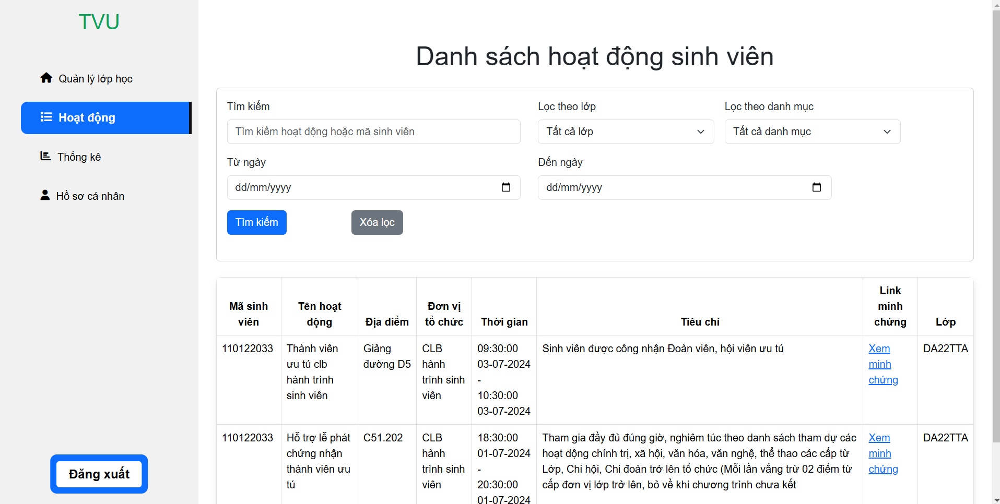 TVU
Quản lý lớp học
Hoạt động
Thống kê
Hồ sơ cá nhân
Đăng xuất
Danh sách hoạt động sinh viên
Tìm kiếm
Lọc theo lớp
Lọc theo danh mục
Tìm kiếm hoạt động hoặc mã sinh viên
Tất cả lớp
Tất cả danh mục
Từ ngày
Đến ngày
dd/mm/yyyy
dd/mm/yyyy
Tìm kiếm
Xóa lọc
Mã sinh
viên
Tên hoạt
động
Địa điểm
Đơn vị
tổ chức
Thời gian
Tiêu chí
Link
minh
chứng
Lớp
110122033
Thành viên
ưu tú clb
hành trình
sinh viên
Giảng
đường D5
CLB
hành
trình sinh
viên
09:30:00
03-07-2024
-
10:30:00
03-07-2024
Sinh viên được công nhận Đoàn viên, hội viên ưu tú
Xem
minh
chứng
DA22TTA
110122033
Hỗ trợ lễ phát
chứng nhận
thành viên ưu
tú
C51.202
CLB
hành
trình sinh
viên
18:30:00
01-07-2024
-
20:30:00
01-07-2024
Tham gia đầy đủ đúng giờ, nghiêm túc theo danh sách tham dự các
hoạt động chính trị, xã hội, văn hóa, văn nghệ, thể thao các cấp từ
Lớp, Chi hội, Chi đoàn trở lên tổ chức (Mỗi lần vắng trừ 02 điểm từ
cấp đơn vị lớp trở lên, bỏ về khi chương trình chưa kết
Xem
minh
chứng
DA22TTA